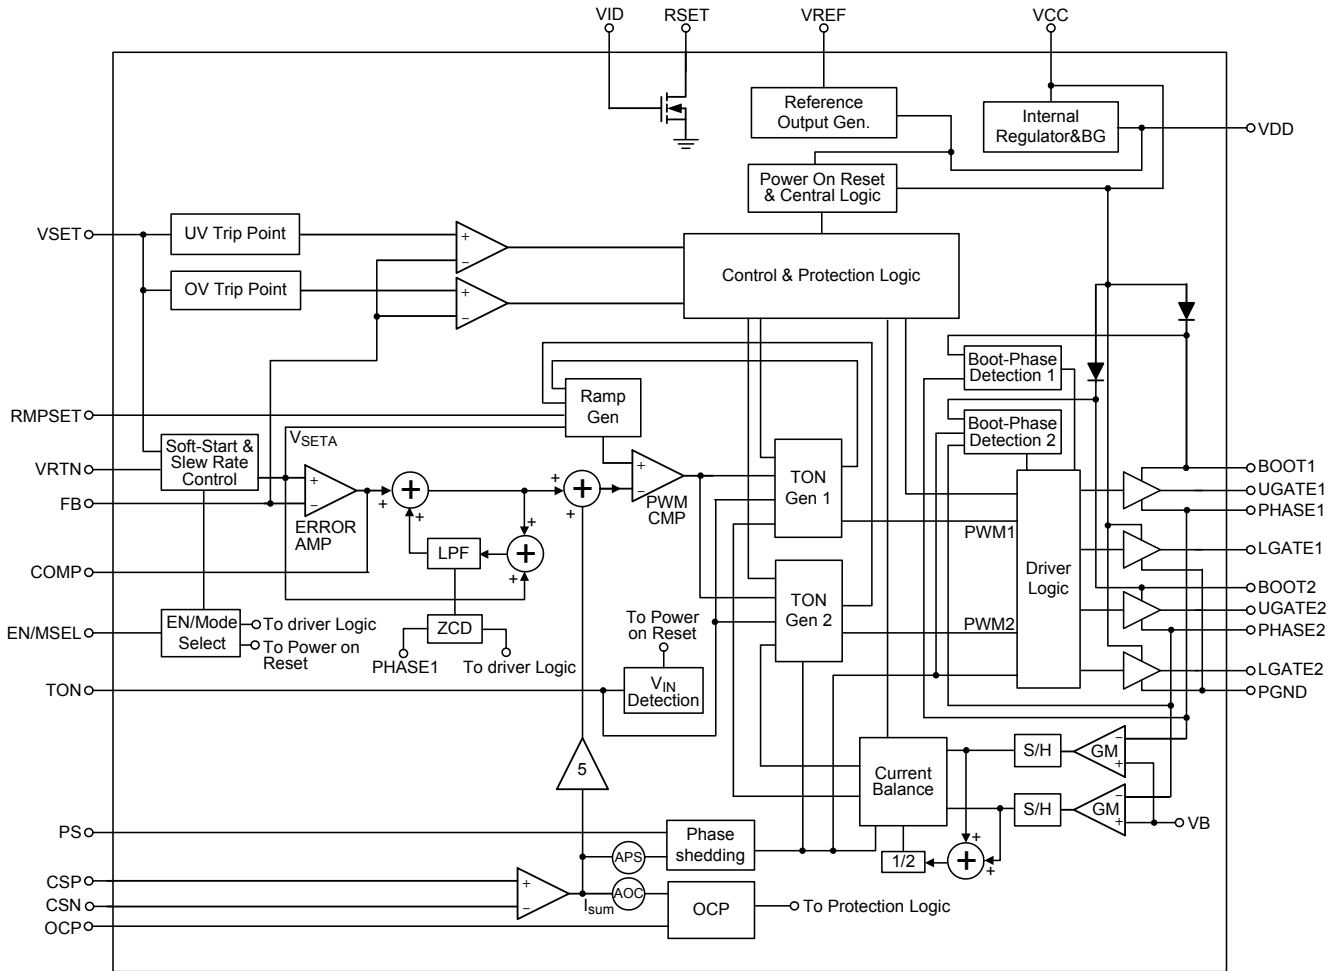 VID
RSET
VREF
VCC
Reference
Output Gen.
Internal
Regulator&BG
VDD
Power On Reset
& Central Logic
VSET
UV Trip Point
+
−
OV Trip Point
+
−
Control & Protection Logic
Boot-Phase
Detection 1
Boot-Phase
Detection 2
RMPSET
Ramp
Gen
VSETA
VRTN
Soft-Start &
Slew Rate
Control
FB
+
−
ERROR
AMP
+
+
+
+
+
+
+
−
PWM
CMP
TON
Gen 1
PWM1
BOOT1
UGATE1
PHASE1
LGATE1
COMP
LPF
+
+
+
TON
Gen 2
PWM2
Driver
Logic
BOOT2
UGATE2
PHASE2
LGATE2
PGND
EN/MSEL
EN/Mode
Select
To driver Logic
To Power on
Reset
ZCD
PHASE1
To driver Logic
To Power
on Reset
TON
VIN
Detection
5
Current
Balance
S/H
GM
−
+
S/H
GM
−
+
VB
PS
Phase
shedding
APS
1/2
+
+
+
CSP
CSN
+
−
Isum
AOC
OCP
To Protection Logic
OCP